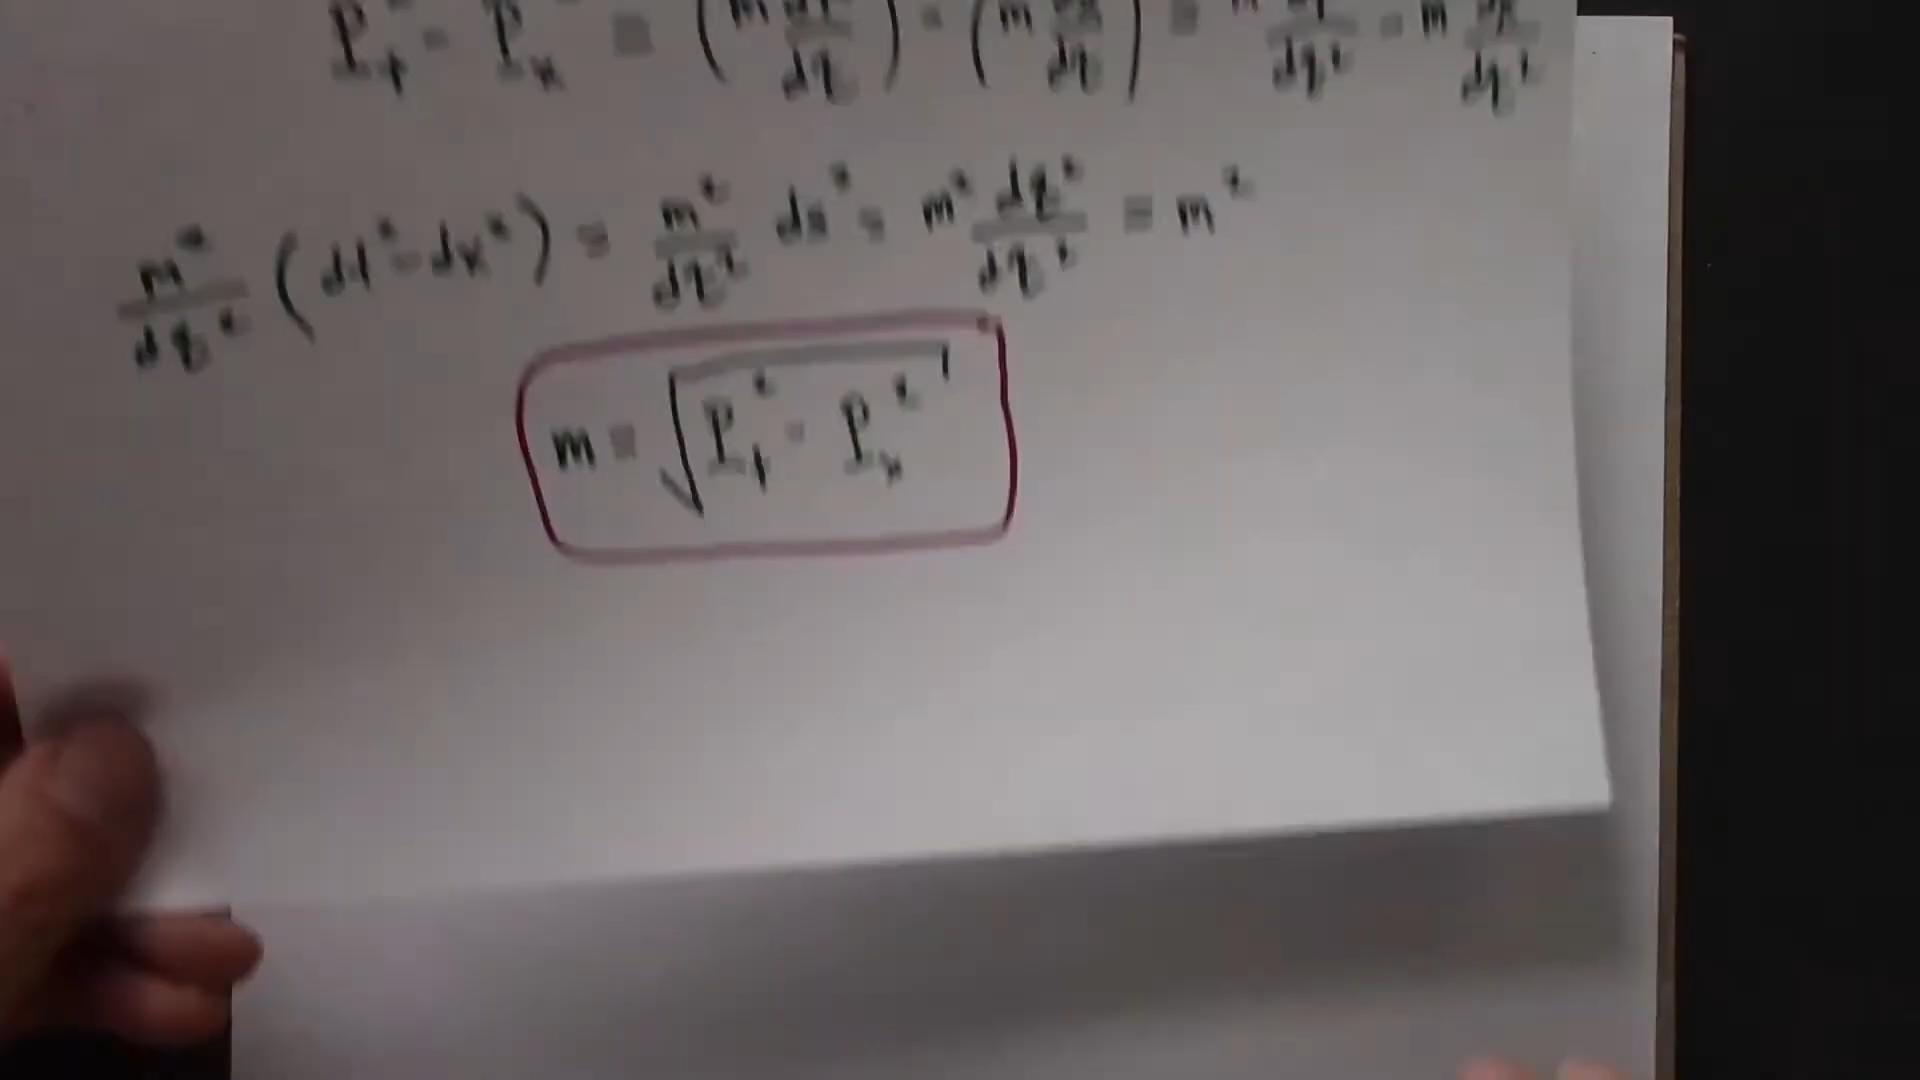 P_t² - P_x² = (m dt/dτ)² - (m dx/dτ)² = m² dt²/dτ² - m² dx²/dτ²
m²/dτ² (dt² - dx²) = m²/dτ² ds² = m² dτ²/dτ² = m²
m = √(P_t² - P_x²)